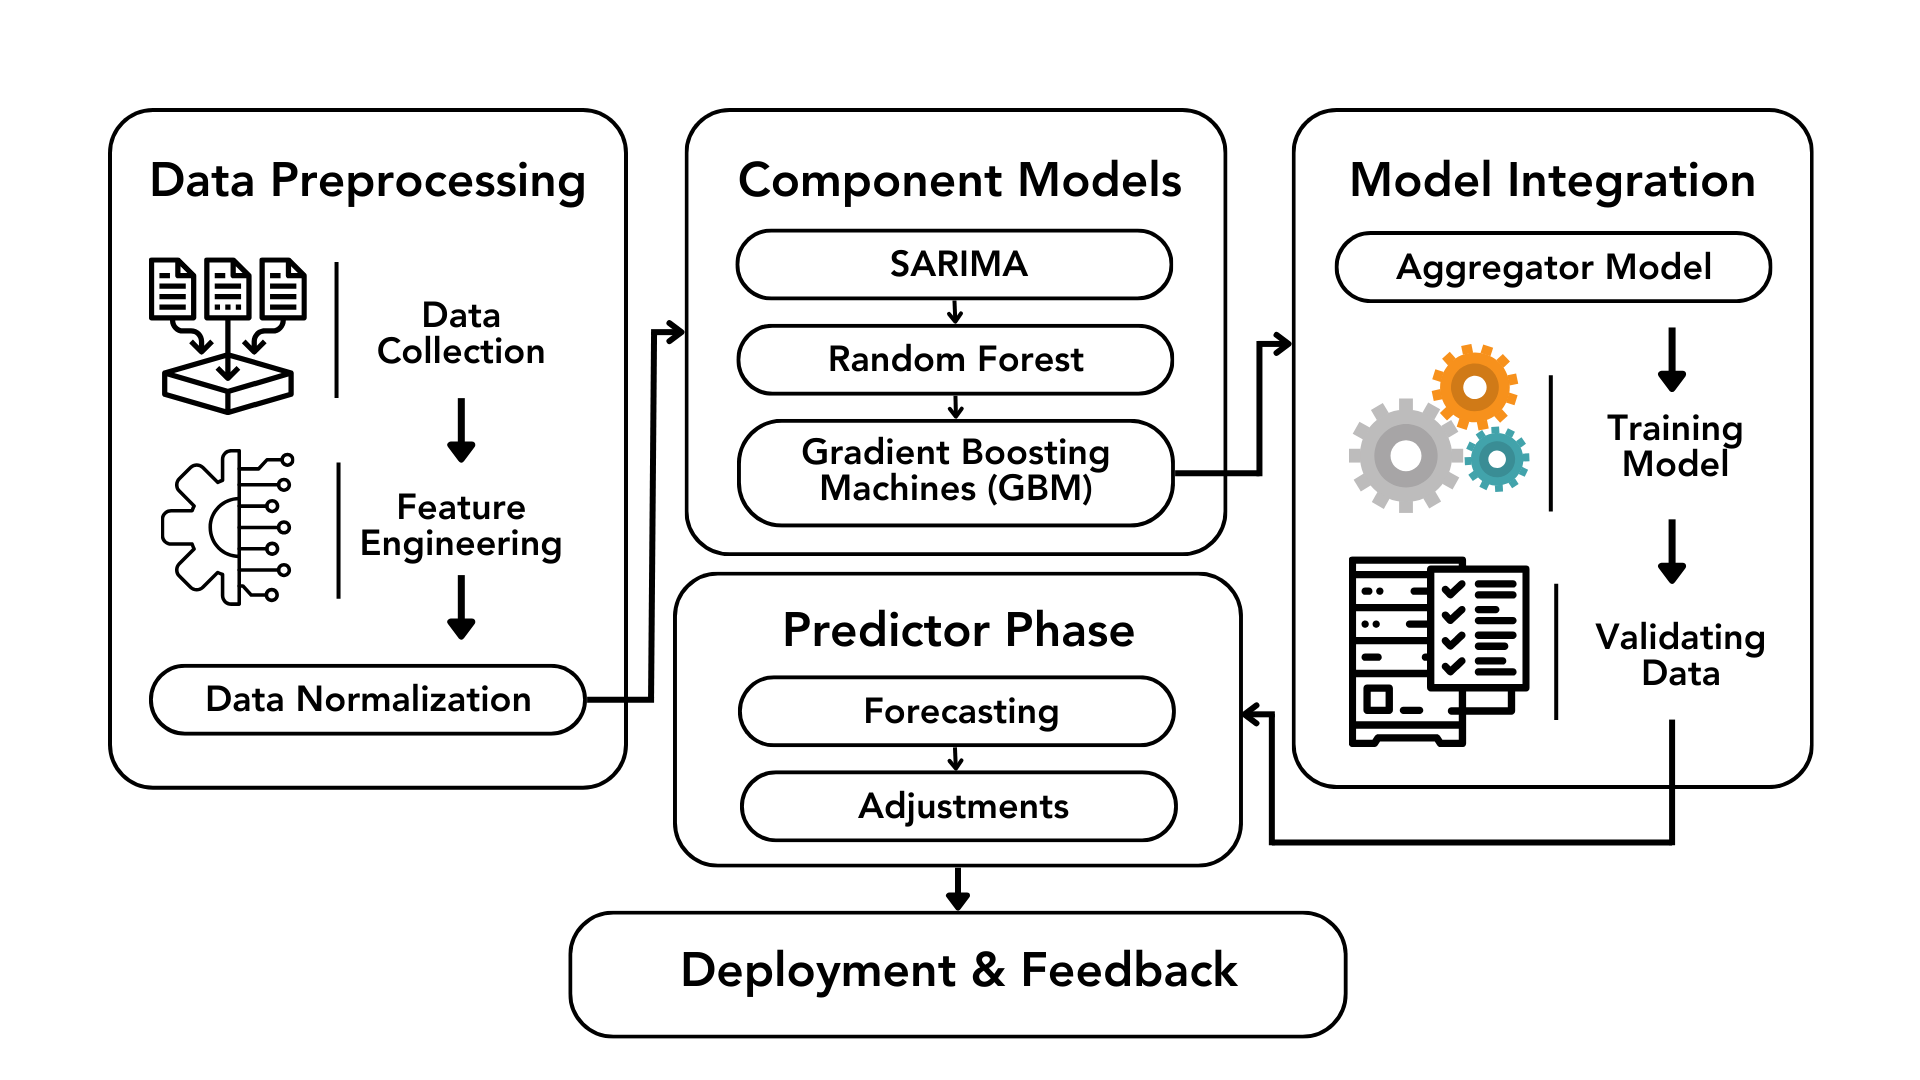 Data Preprocessing
Data
Collection
Feature
Engineering
Data Normalization
Component Models
SARIMA
Random Forest
Gradient Boosting
Machines (GBM)
Model Integration
Aggregator Model
Training
Model
Validating
Data
Predictor Phase
Forecasting
Adjustments
Deployment & Feedback